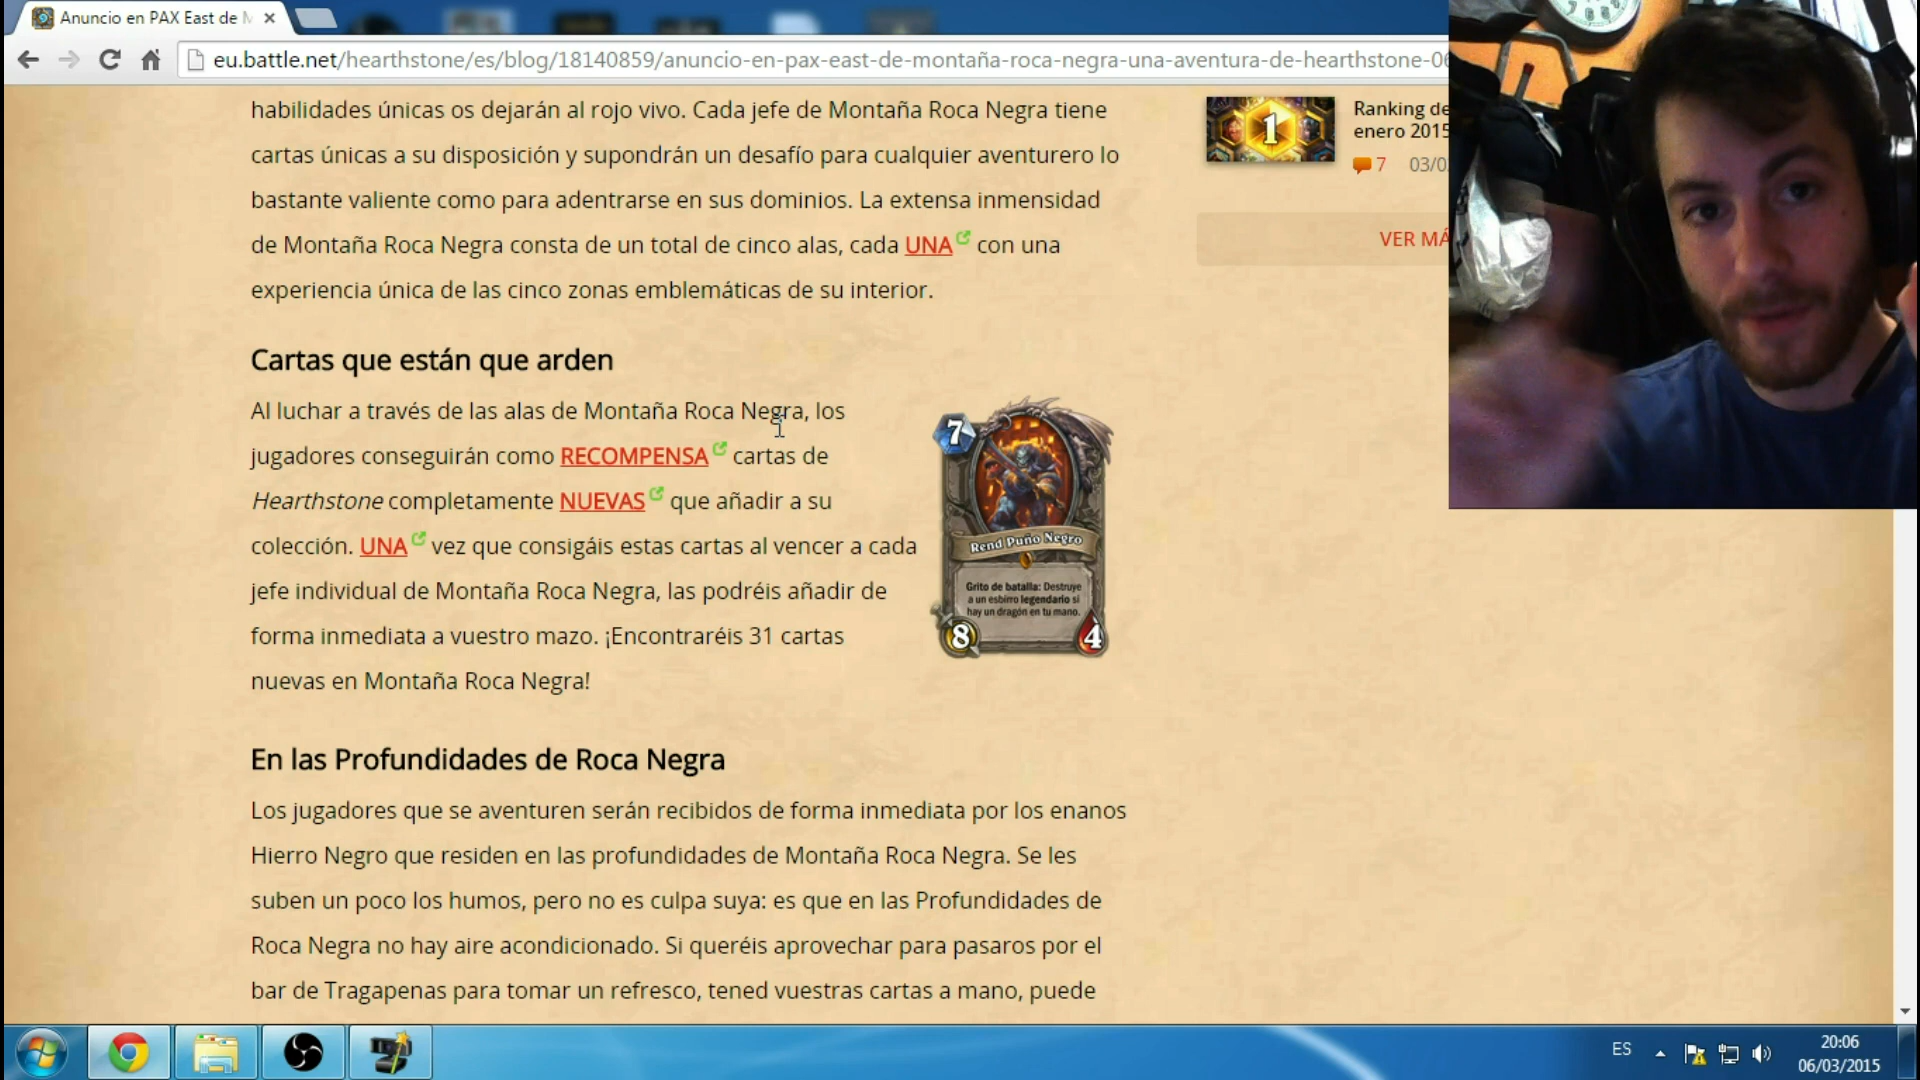 Anuncio en PAX East de M
eu.battle.net/hearthstone/es/blog/18140859/anuncio-en-pax-east-de-montaña-roca-negra-una-aventura-de-hearthstone-06
habilidades únicas os dejarán al rojo vivo. Cada jefe de Montaña Roca Negra tiene
cartas únicas a su disposición y supondrán un desafío para cualquier aventurero lo
bastante valiente como para adentrarse en sus dominios. La extensa inmensidad
de Montaña Roca Negra consta de un total de cinco alas, cada UNA con una
experiencia única de las cinco zonas emblemáticas de su interior.
Cartas que están que arden
Al luchar a través de las alas de Montaña Roca Negra, los
jugadores conseguirán como RECOMPENSA cartas de
Hearthstone completamente NUEVAS que añadir a su
colección. UNA vez que consigáis estas cartas al vencer a cada
jefe individual de Montaña Roca Negra, las podréis añadir de
forma inmediata a vuestro mazo. ¡Encontraréis 31 cartas
nuevas en Montaña Roca Negra!
7
Rend Puño Negro
Grito de batalla: Destruye
a un esbirro legendario si
hay un dragón en tu mano.
8
4
En las Profundidades de Roca Negra
Los jugadores que se aventuren serán recibidos de forma inmediata por los enanos
Hierro Negro que residen en las profundidades de Montaña Roca Negra. Se les
suben un poco los humos, pero no es culpa suya: es que en las Profundidades de
Roca Negra no hay aire acondicionado. Si queréis aprovechar para pasaros por el
bar de Tragapenas para tomar un refresco, tened vuestras cartas a mano, puede
1
Ranking de
enero 2015
7 03/0
VER MÁ
ES
20:06
06/03/2015